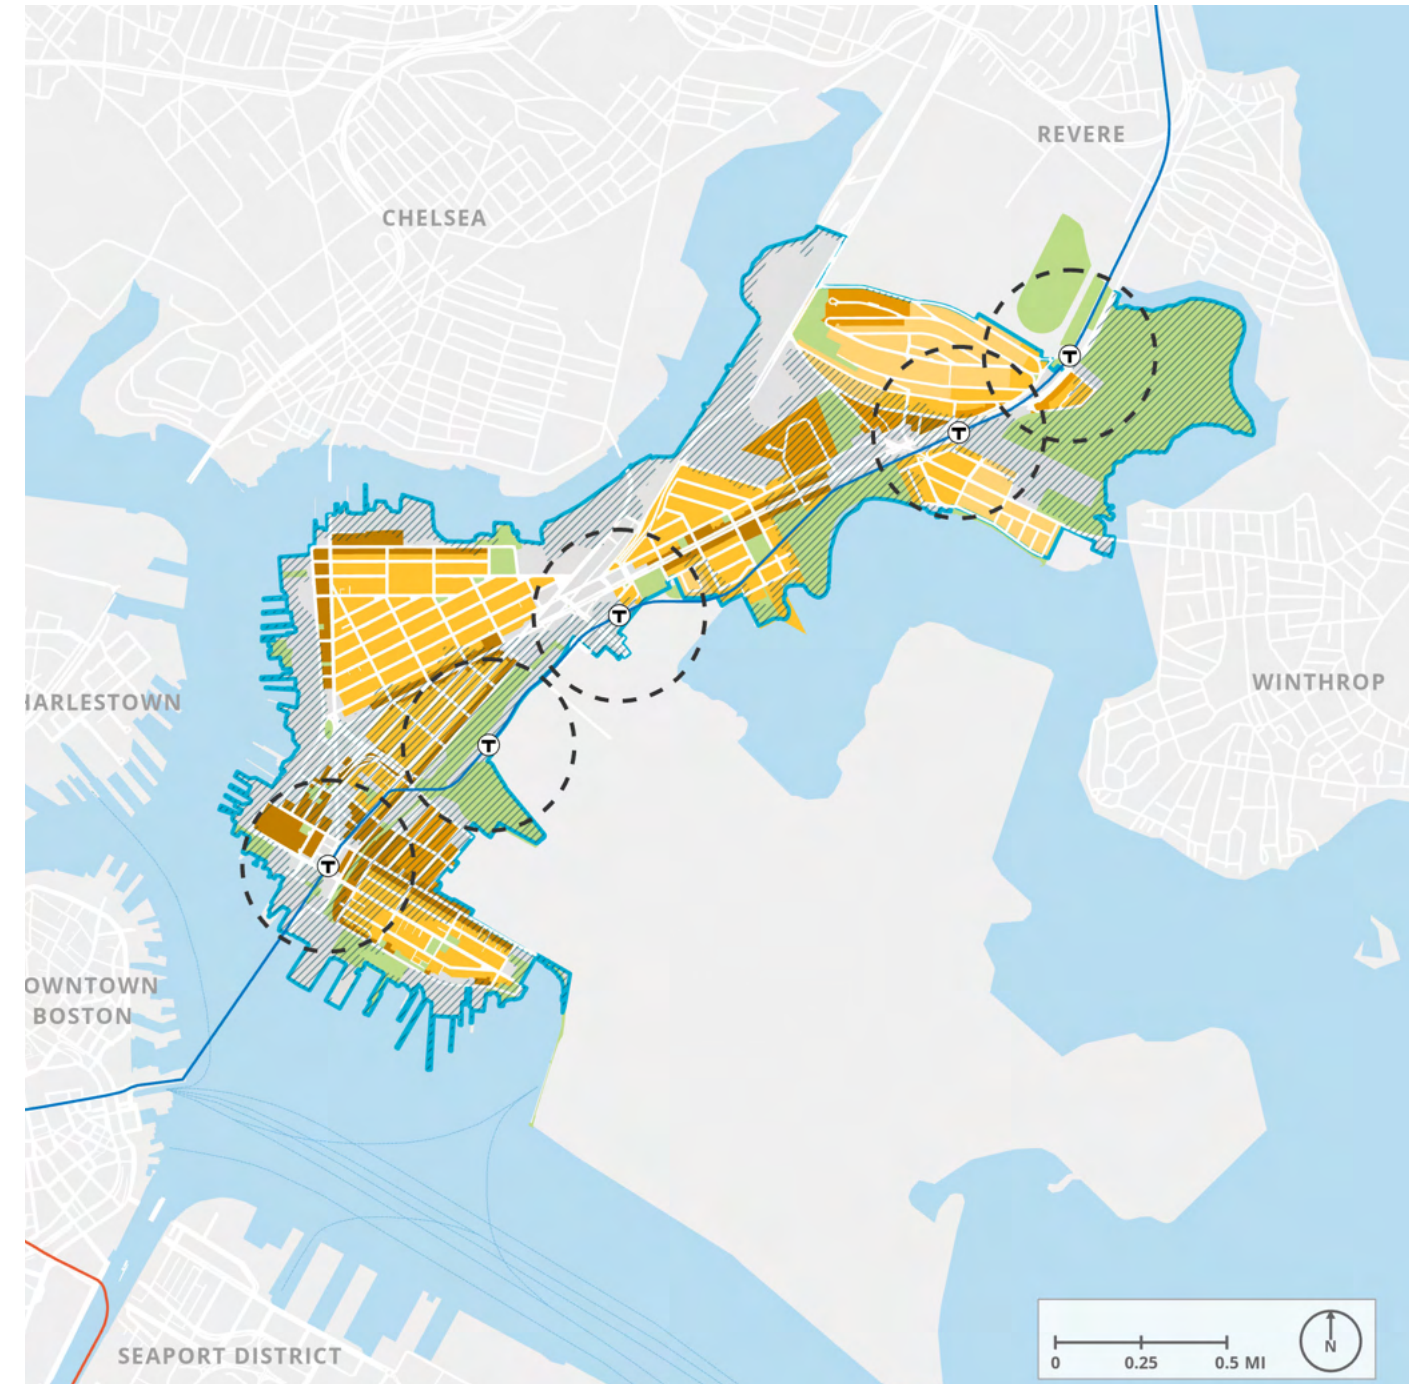 REVERE
CHELSEA
WINTHROP
HARLESTOWN
T
T
T
T
T
OWNTOWN
BOSTON
SEAPORT DISTRICT
0 0.25 0.5 MI
N